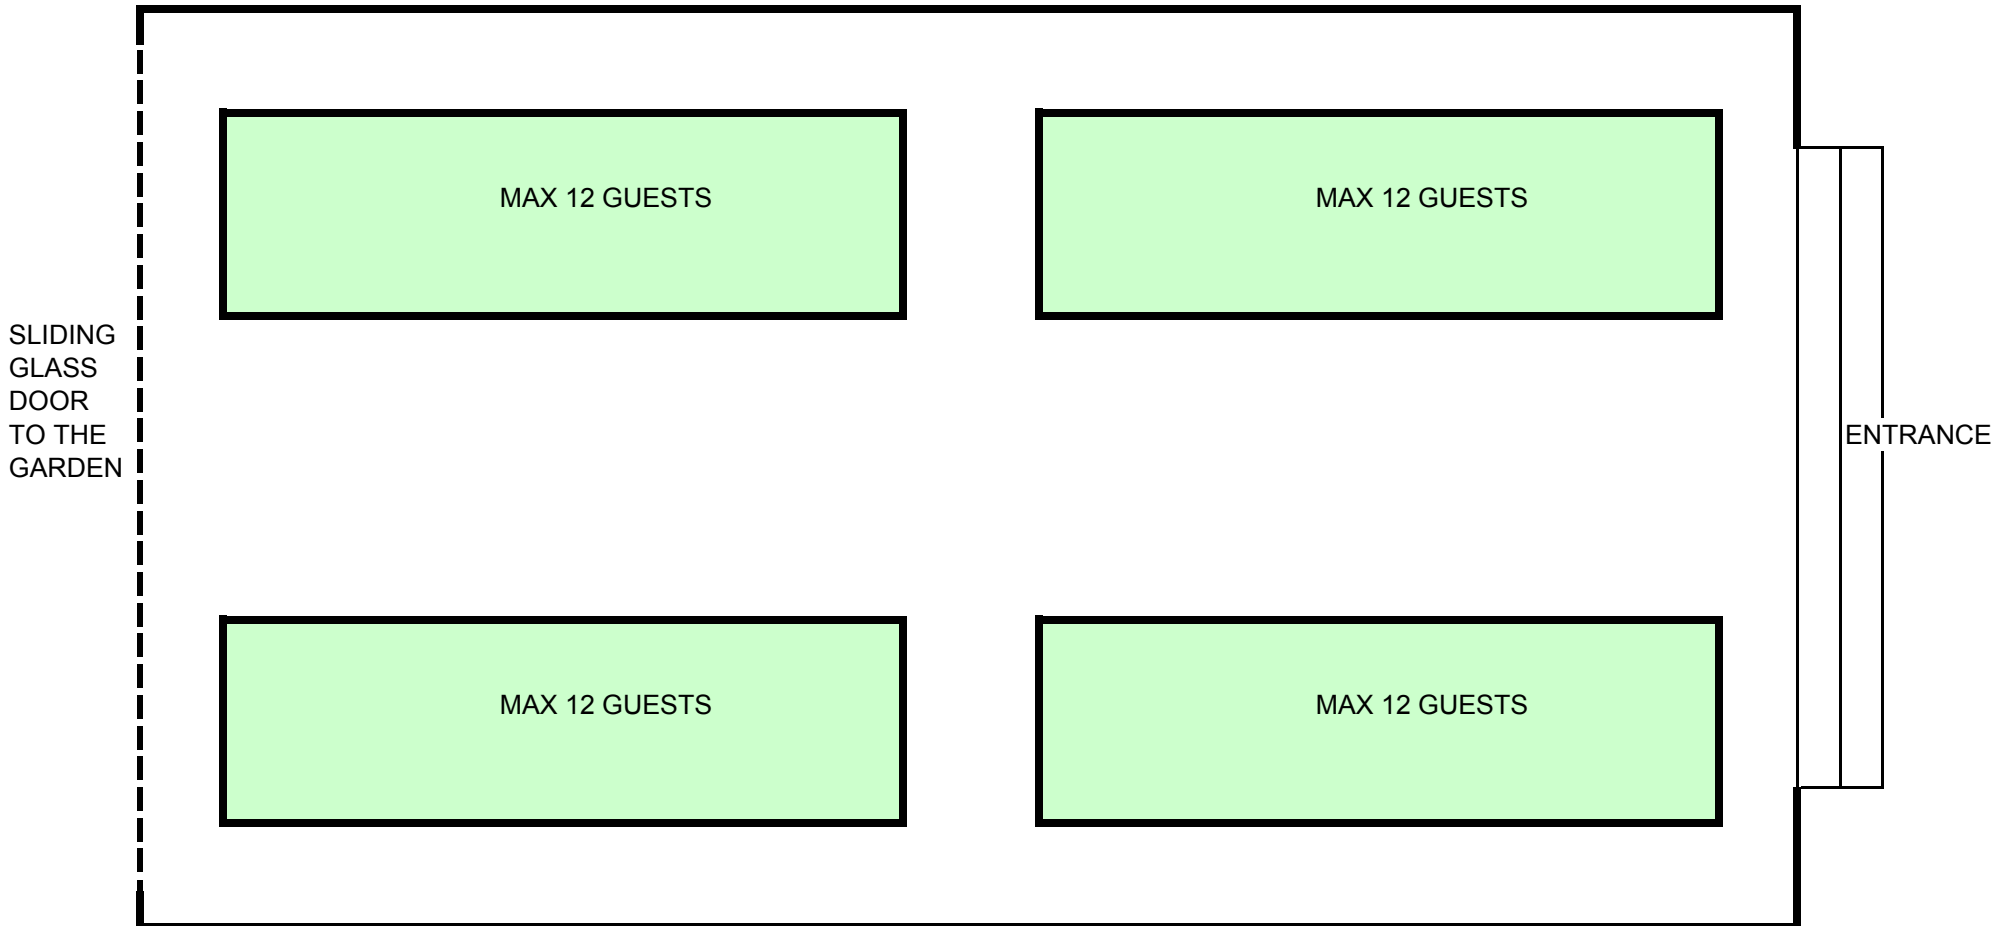 MAX 12 GUESTS
MAX 12 GUESTS
SLIDING
GLASS
DOOR
TO THE
GARDEN
ENTRANCE
MAX 12 GUESTS
MAX 12 GUESTS